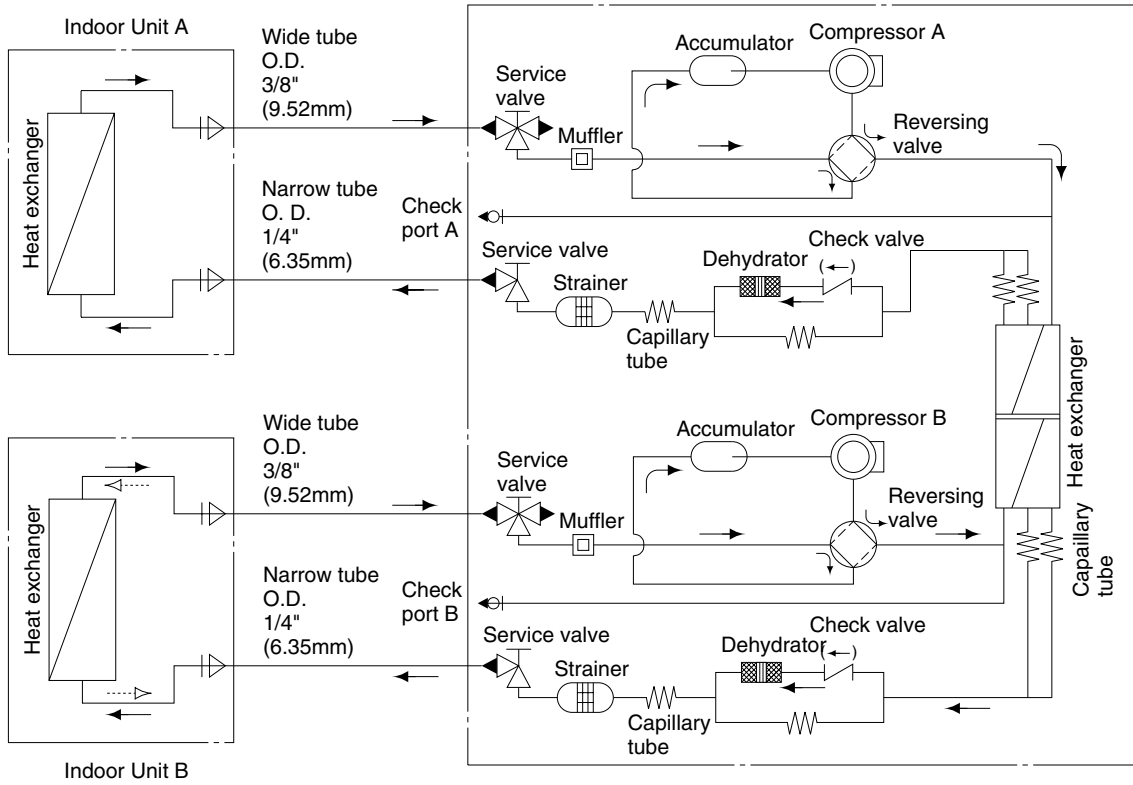 Indoor Unit A
Heat exchanger
Wide tube
O.D.
3/8"
(9.52mm)
Narrow tube
O. D.
1/4"
(6.35mm)
Check
port A
Service
valve
Muffler
Accumulator
Compressor A
Reversing
valve
Service valve
Strainer
Capillary
tube
Dehydrator
Check valve
( )
Heat exchanger
Capaillary
tube
Heat exchanger
Indoor Unit B
Wide tube
O.D.
3/8"
(9.52mm)
Narrow tube
O.D.
1/4"
(6.35mm)
Check
port B
Service
valve
Muffler
Accumulator
Compressor B
Reversing
valve
Service valve
Strainer
Capillary
tube
Dehydrator
Check valve
( )